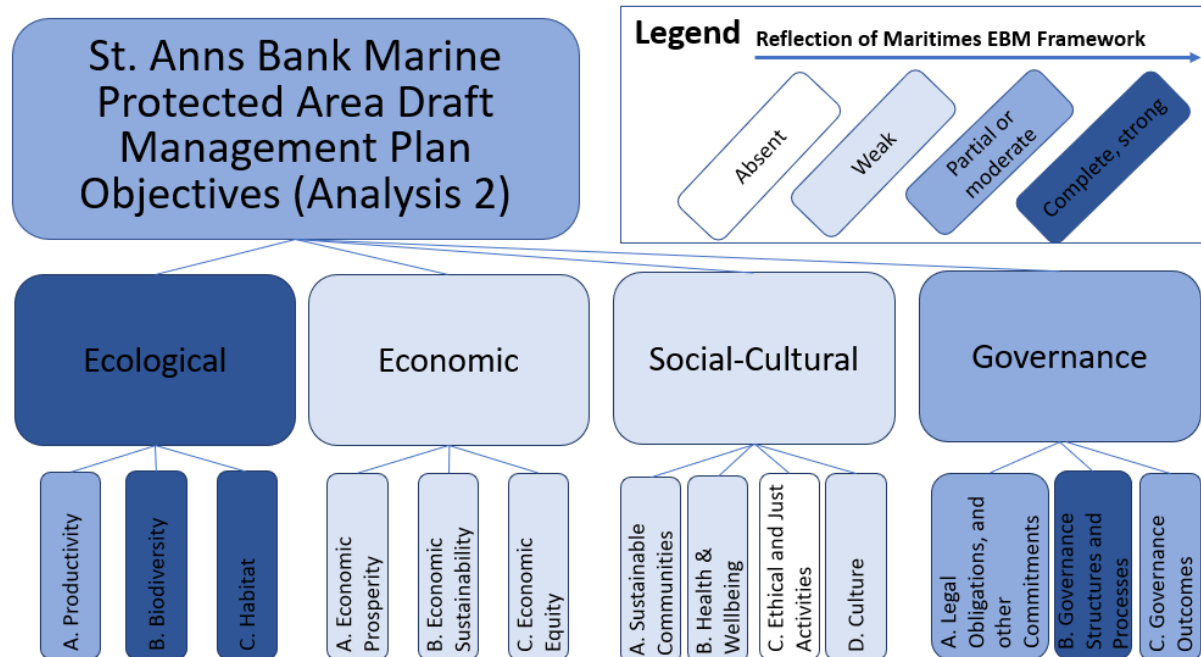 St. Anns Bank Marine
Protected Area Draft
Management Plan
Objectives (Analysis 2)
Legend
Reflection of Maritimes EBM Framework
Absent
Weak
Partial or
moderate
Complete, strong
Ecological
Economic
Social-Cultural
Governance
A. Productivity
B. Biodiversity
C. Habitat
A. Economic
Prosperity
B. Economic
Sustainability
C. Economic
Equity
A. Sustainable
Communities
B. Health &
Wellbeing
C. Ethical and Just
Activities
D. Culture
A. Legal
Obligations, and
other
Commitments
B. Governance
Structures and
Processes
C. Governance
Outcomes